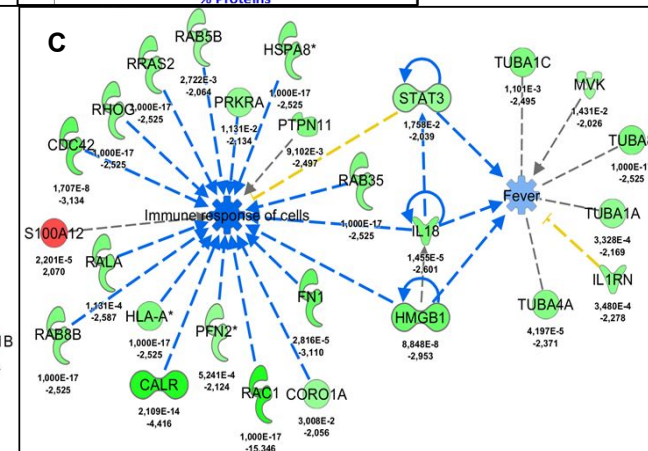 % Proteins
C
RAB5B
2,722E-3
-2,064
HSPA8*
1,000E-17
-2,525
RRAS2
1,000E-17
-2,525
PRKRA
1,131E-2
-2,134
RHOG
1,000E-17
-2,525
PTPN11
9,102E-3
-2,497
CDC42
1,707E-8
-3,134
RAB35
1,000E-17
-2,525
STAT3
1,758E-2
-2,039
TUBA1C
1,101E-3
-2,495
MVK
1,431E-2
-2,026
1,000E-17
-2,525
Immune response of cells
Fever
S100A12
2,201E-5
2,070
IL18
1,455E-5
-2,601
TUBA1A
3,328E-4
-2,169
RALA
1,131E-4
-2,587
IL1RN
3,480E-4
-2,278
HLA-A*
1,000E-17
-2,525
FN1
2,816E-5
-3,110
HMGB1
8,848E-8
-2,953
TUBA4A
4,197E-5
-2,371
RAB8B
1,000E-17
-2,525
PFN2*
5,241E-4
-2,124
CALR
2,109E-14
-4,416
RAC1
1,000E-17
-15,346
CORO1A
3,008E-2
-2,056